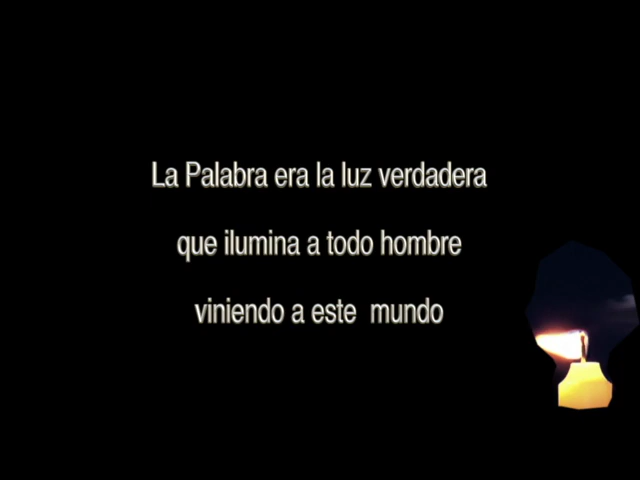 La Palabra era la luz verdadera
que ilumina a todo hombre
viniendo a este  mundo